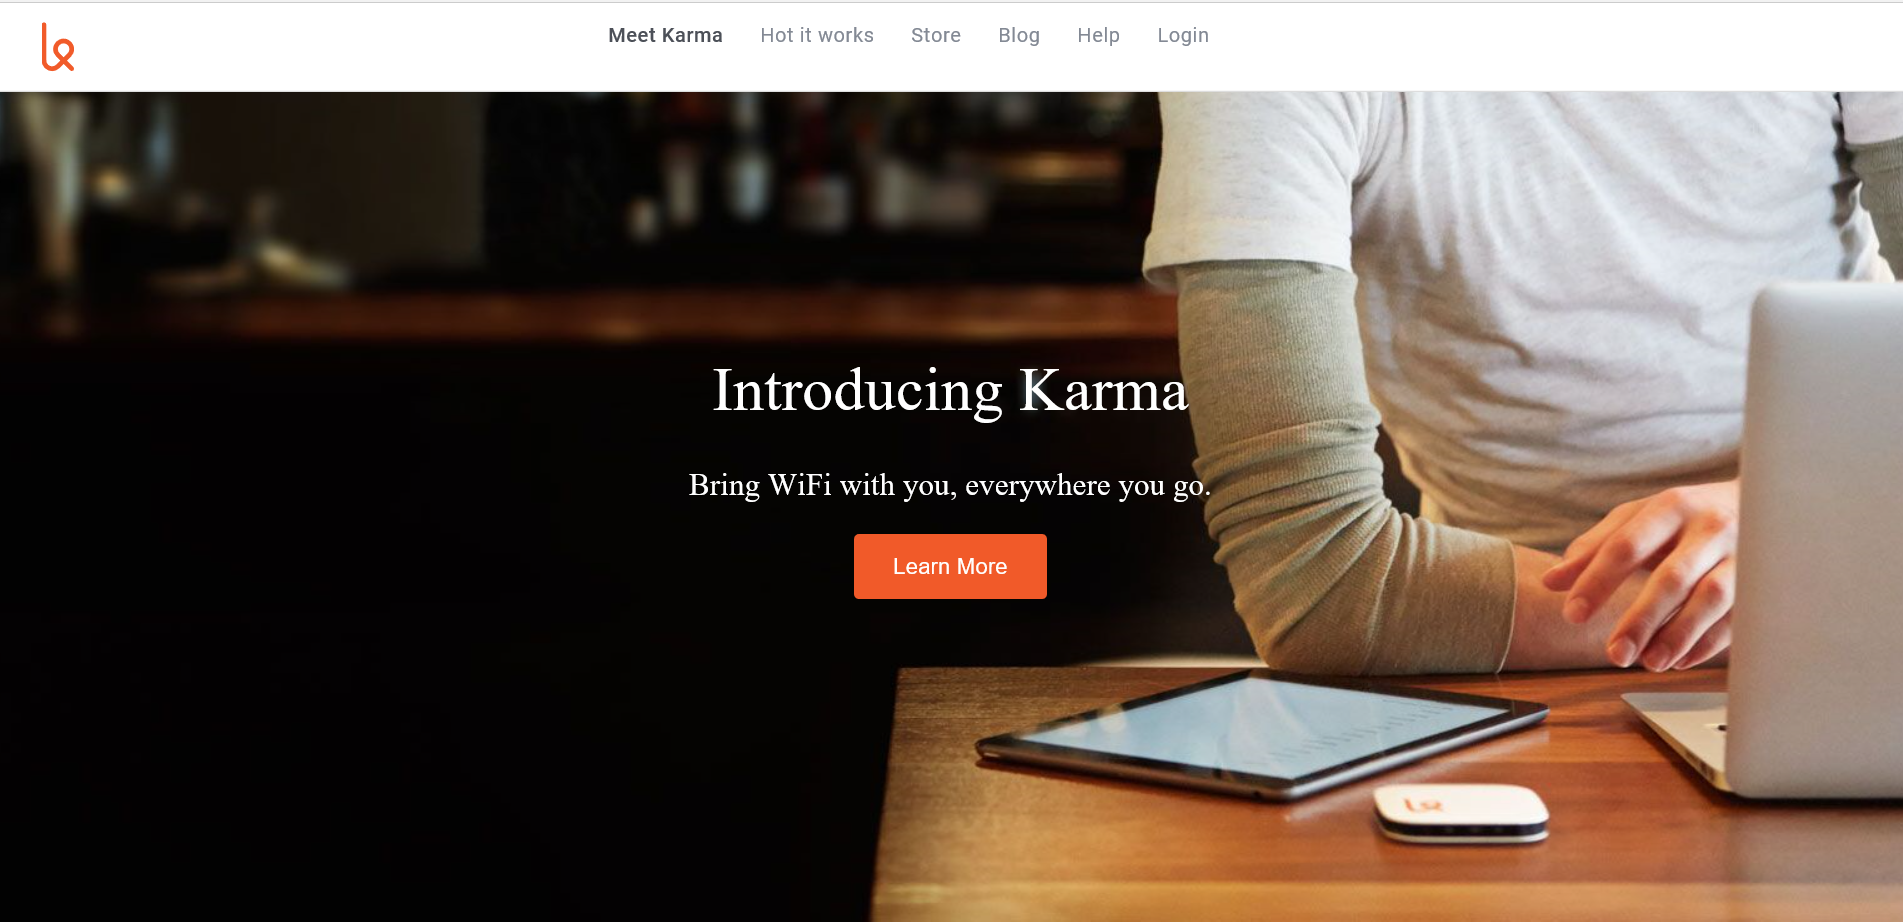 Meet Karma Hot it works Store Blog Help Login
Introducing Karma
Bring WiFi with you, everywhere you go.
Learn More